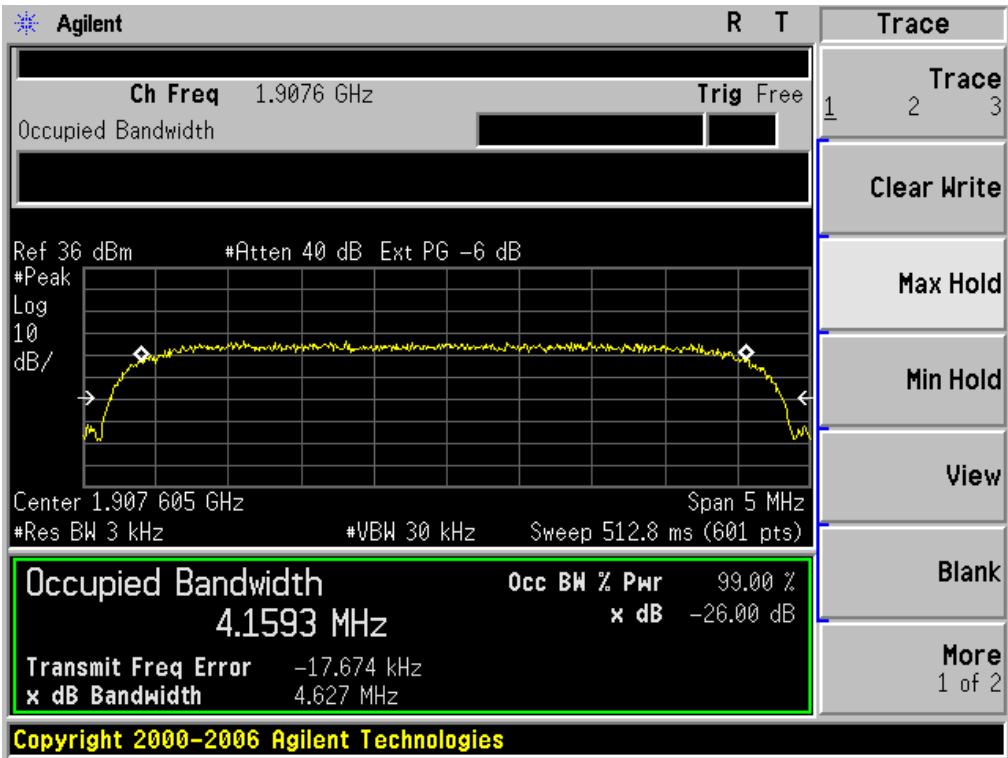 Agilent R T
Trace
Ch Freq 1.9076 GHz Trig Free
Occupied Bandwidth
Trace
1 2 3
Clear Write
Max Hold
Min Hold
View
Blank
More
1 of 2
Ref 36 dBm #Atten 40 dB Ext PG -6 dB
#Peak
Log
10
dB/
Center 1.907 605 GHz Span 5 MHz
#Res BW 3 kHz #VBW 30 kHz Sweep 512.8 ms (601 pts)
Occupied Bandwidth
4.1593 MHz
Occ BW % Pwr 99.00 %
x dB -26.00 dB
Transmit Freq Error -17.674 kHz
x dB Bandwidth 4.627 MHz
Copyright 2000-2006 Agilent Technologies